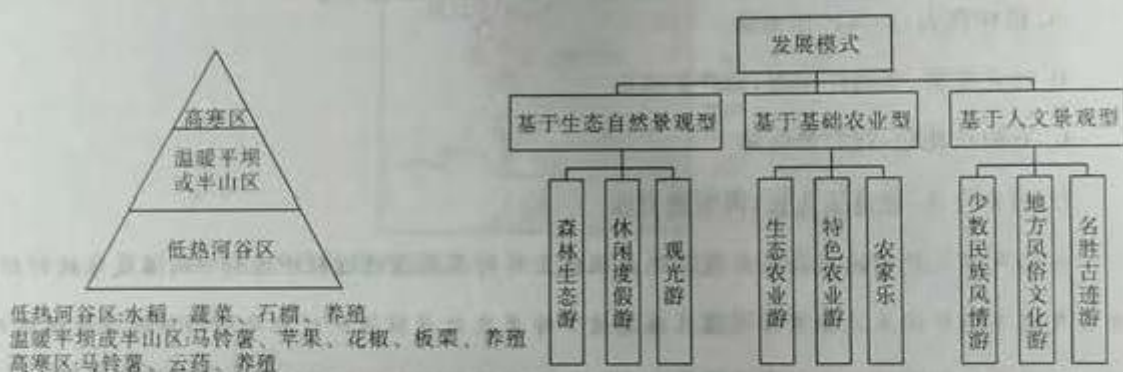 高寒区
温暖平坝
或半山区
低热河谷区
低热河谷区:水稻、蔬菜、石榴、养殖
温暖平坝或半山区:马铃薯、苹果、花椒、板栗、养殖
高寒区:马铃薯、云药、养殖
发展模式
基于生态自然景观型
基于基础农业型
基于人文景观型
森林生态游
休闲度假游
观光游
生态农业游
特色农业游
农家乐
少数民族风情游
地方风俗文化游
名胜古迹游